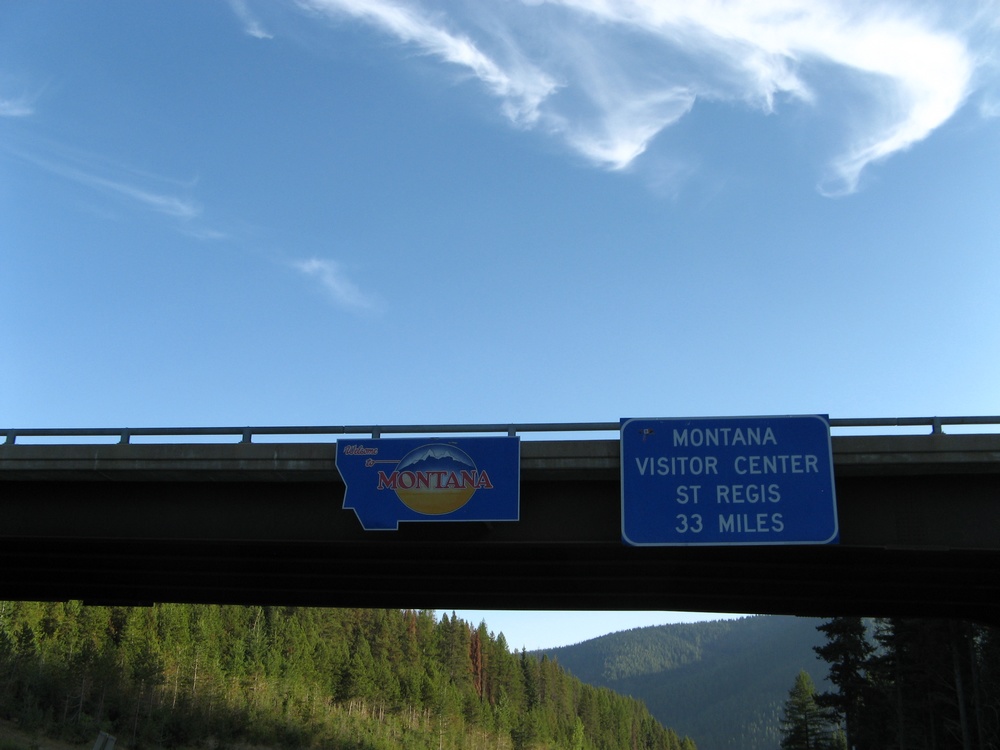 Welcome
to
MONTANA
MONTANA
VISITOR CENTER
ST REGIS
33 MILES